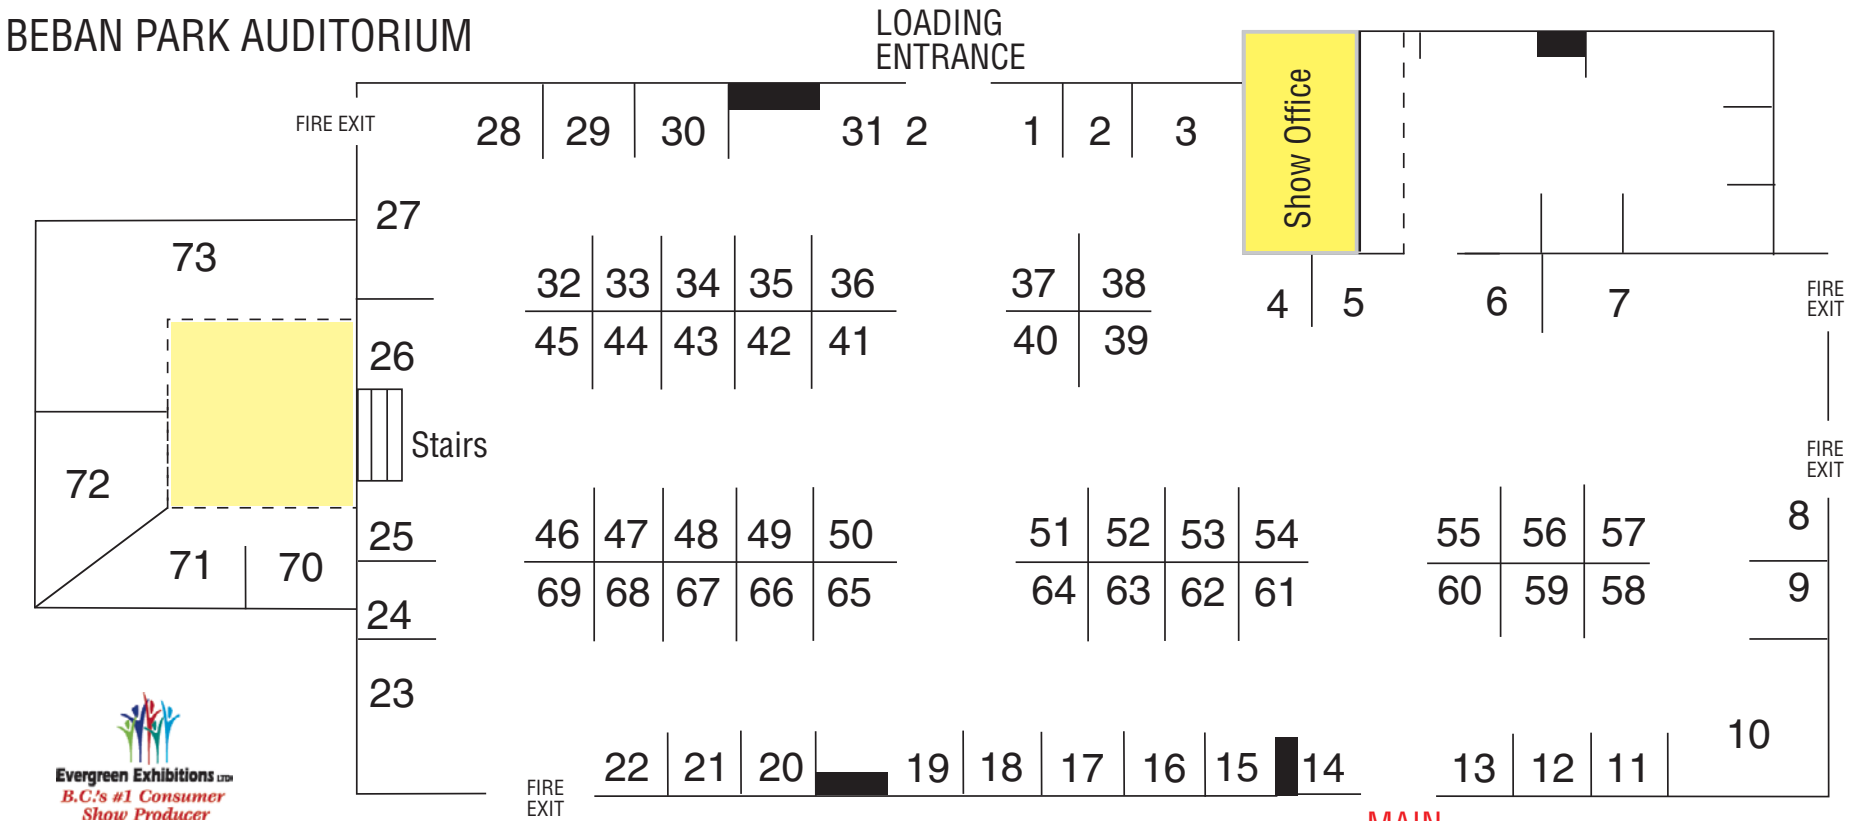 BEBAN PARK AUDITORIUM
LOADING
ENTRANCE
Show Office
FIRE EXIT
28 29 30 31 2 1 2 3
27
73
32 33 34 35 36 37 38
4 5 6 7
FIRE
EXIT
45 44 43 42 41 40 39
26
Stairs
FIRE
EXIT
72
25 46 47 48 49 50 51 52 53 54 55 56 57 8
71 70
69 68 67 66 65 64 63 62 61 60 59 58 9
24
23
10
22 21 20 19 18 17 16 15 14 13 12 11
FIRE
EXIT
Evergreen Exhibitions LTD
B.C.'s #1 Consumer
Show Producer
MAIN